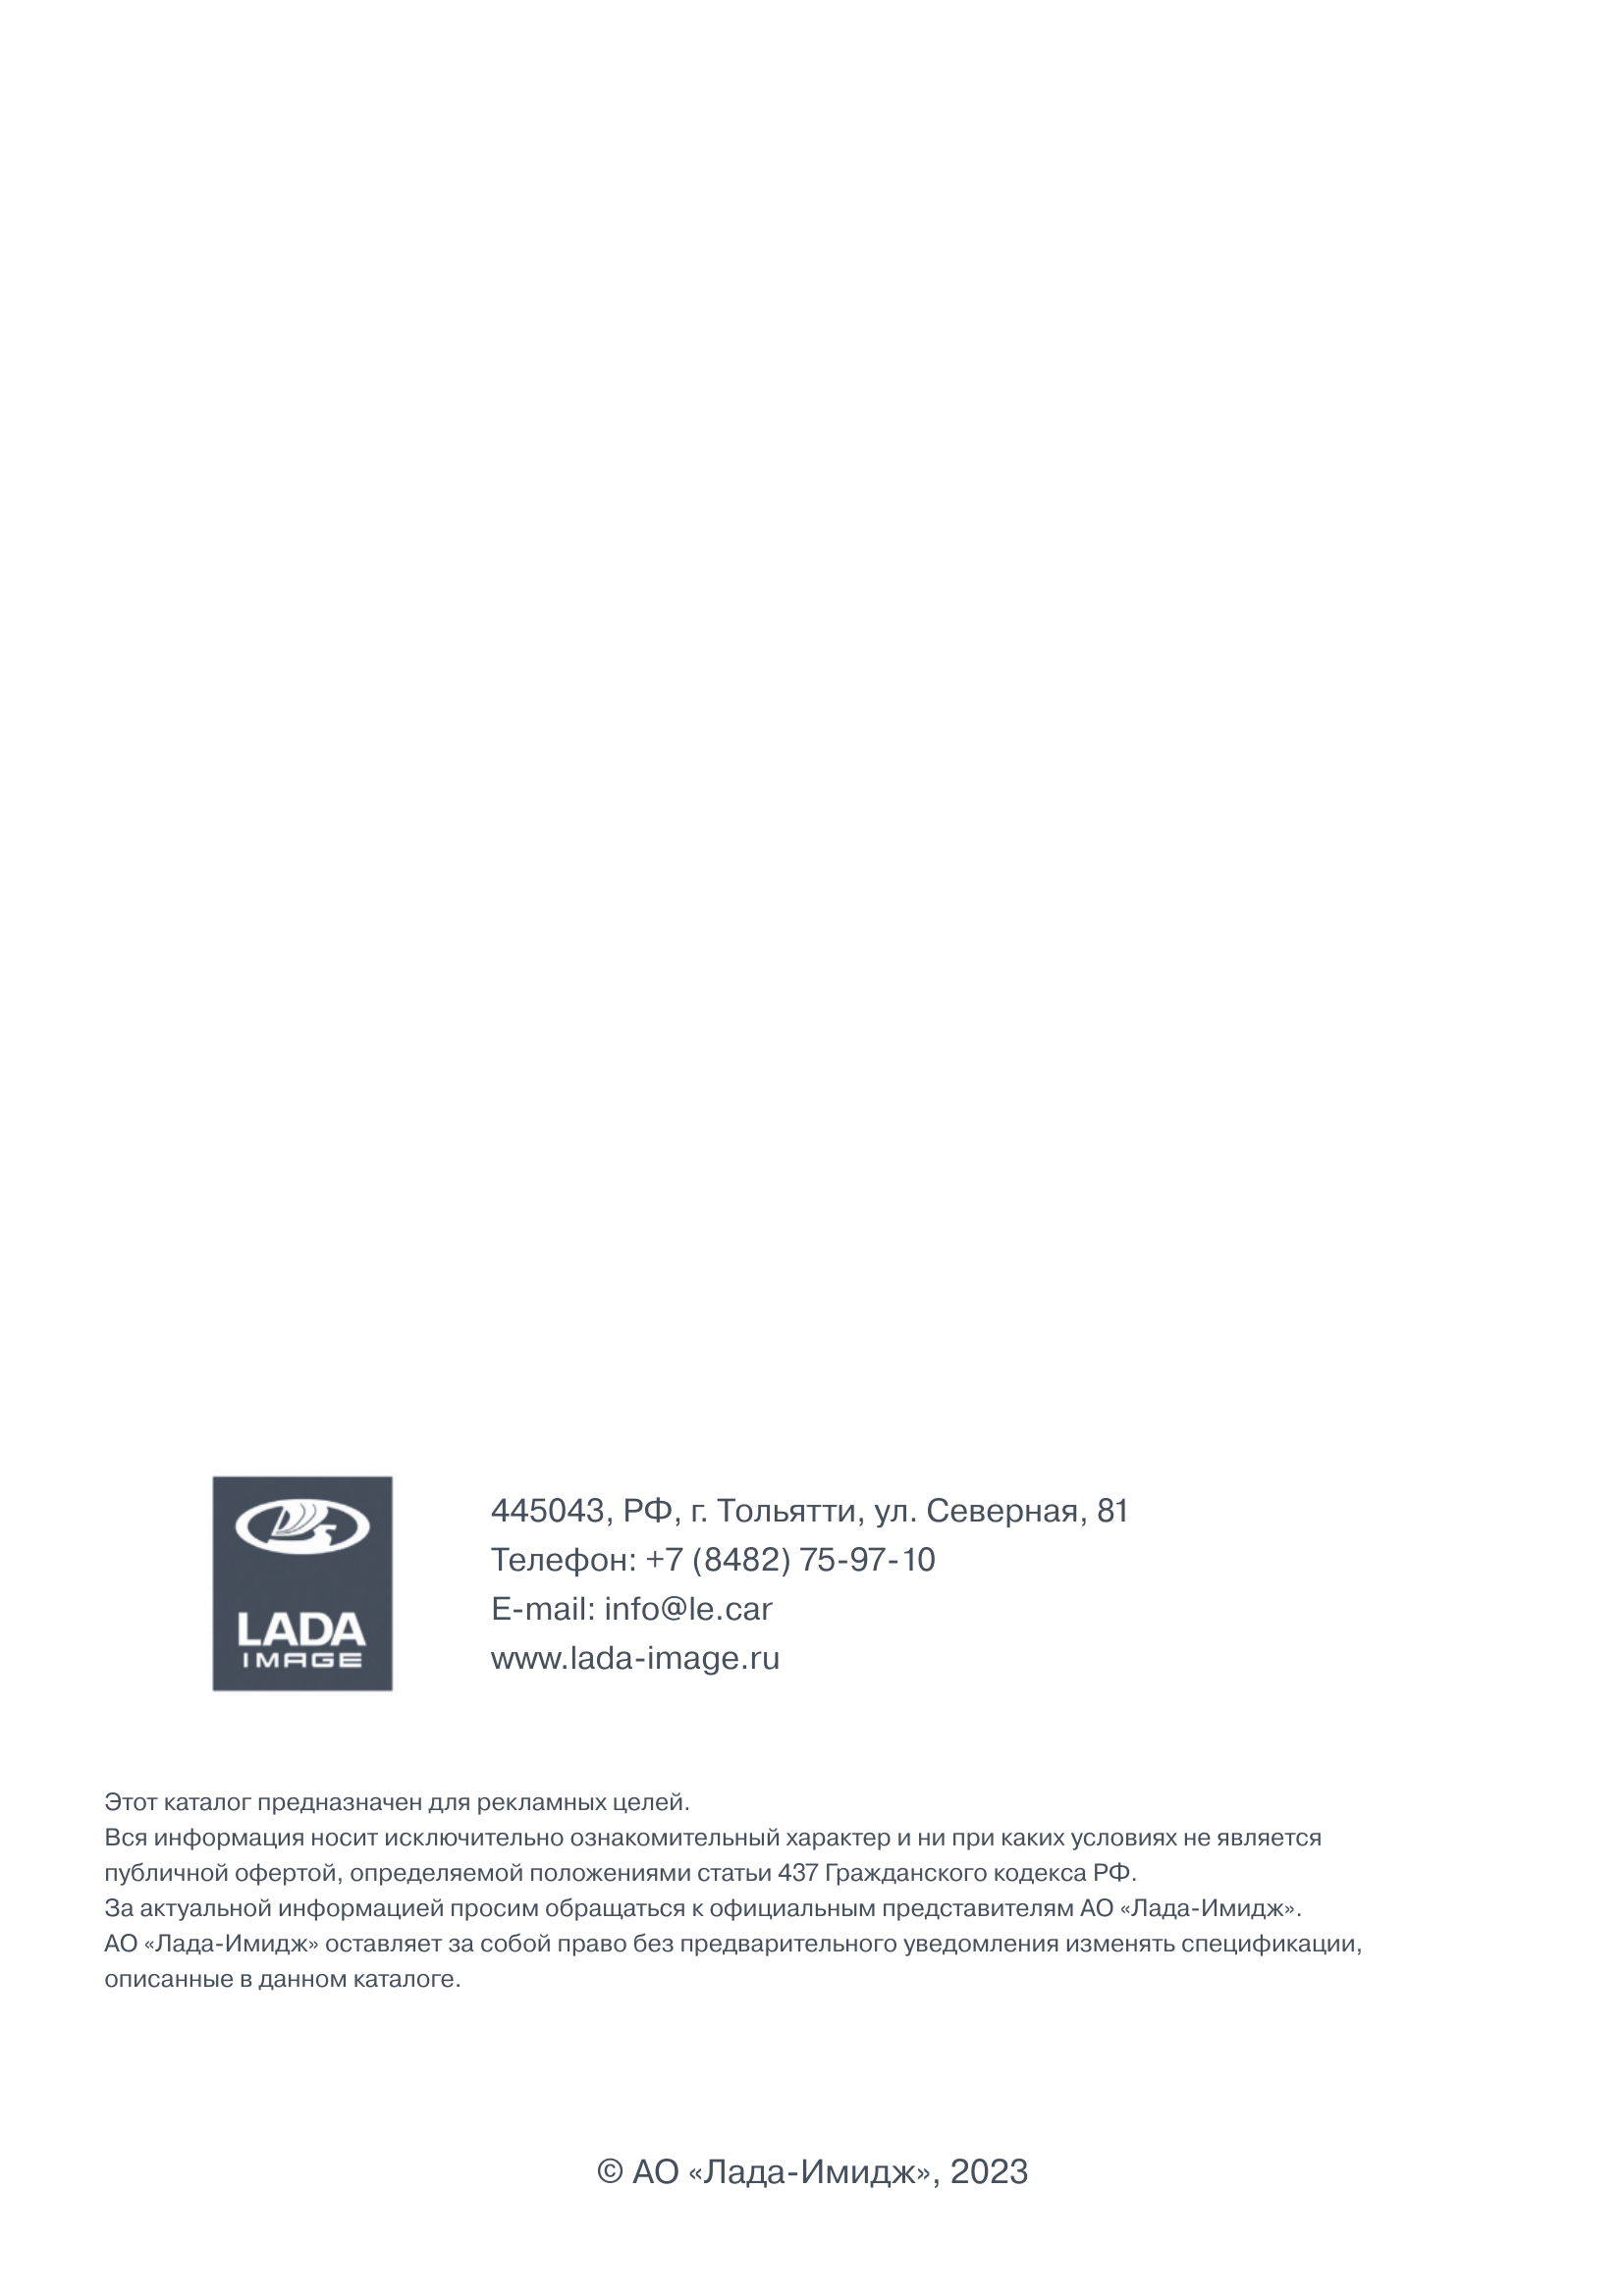 LADA
IMAGE
445043, РФ, г. Тольятти, ул. Северная, 81
Телефон: +7 (8482) 75-97-10
E-mail: info@le.car
www.lada-image.ru
Этот каталог предназначен для рекламных целей.
Вся информация носит исключительно ознакомительный характер и ни при каких условиях не является
публичной офертой, определяемой положениями статьи 437 Гражданского кодекса РФ.
За актуальной информацией просим обращаться к официальным представителям АО «Лада-Имидж».
АО «Лада-Имидж» оставляет за собой право без предварительного уведомления изменять спецификации,
описанные в данном каталоге.
© АО «Лада-Имидж», 2023